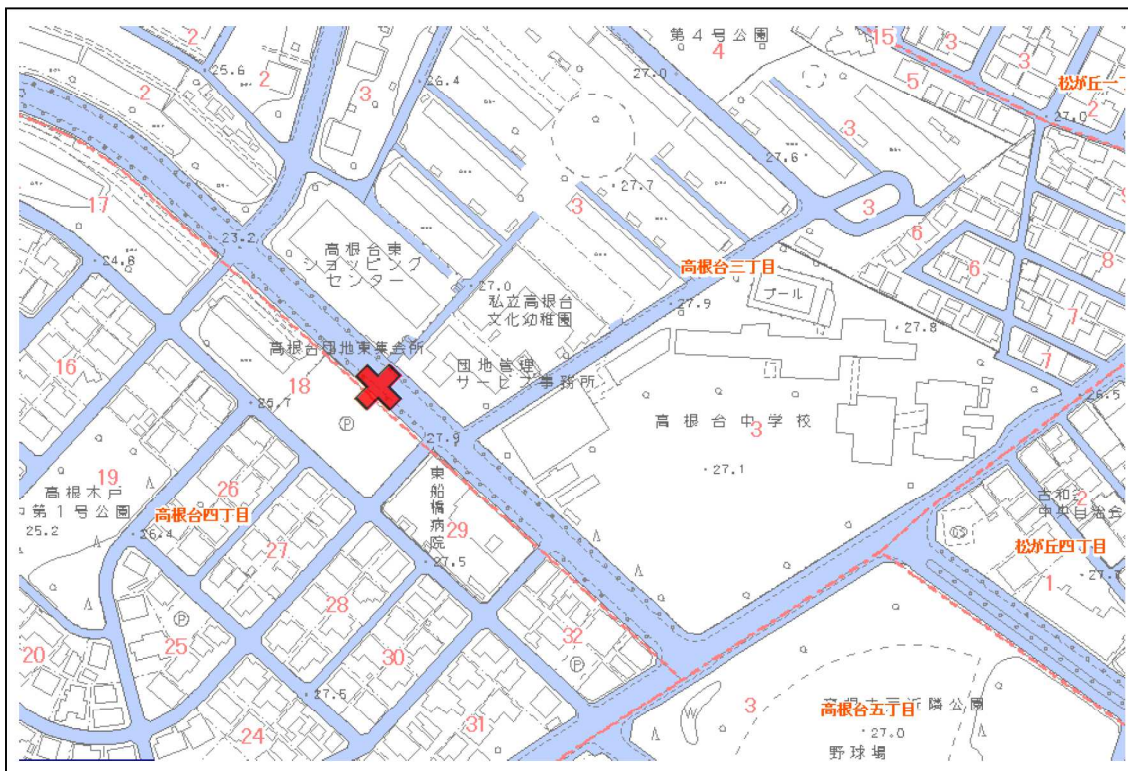 第４号公園
4
15
3
3
2
2
25.6
2
26.4
3
27.0
5
松が丘一丁
2
27.0
2
3
27.6
27.7
17
3
3
9
6
8
23.2
24.8
高根台東
ショッピング
センター
27.0
高根台三丁目
プール
6
私立高根台
文化幼稚園
27.9
27.8
7
高根台団地東集会所
団地管理
サービス事務所
7
16
18
25.7
P
27.9
高根台中学校
3
26.5
19
26
27.1
高根木戸
第１号公園
25.2
高根台四丁目
26.4
東船橋病院
29
2
中央自治会
27
27.5
松が丘四丁目
1
28
P
25
32
P
20
30
27.5
3
高根台五丁目
隣公園
24
31
27.0
野球場